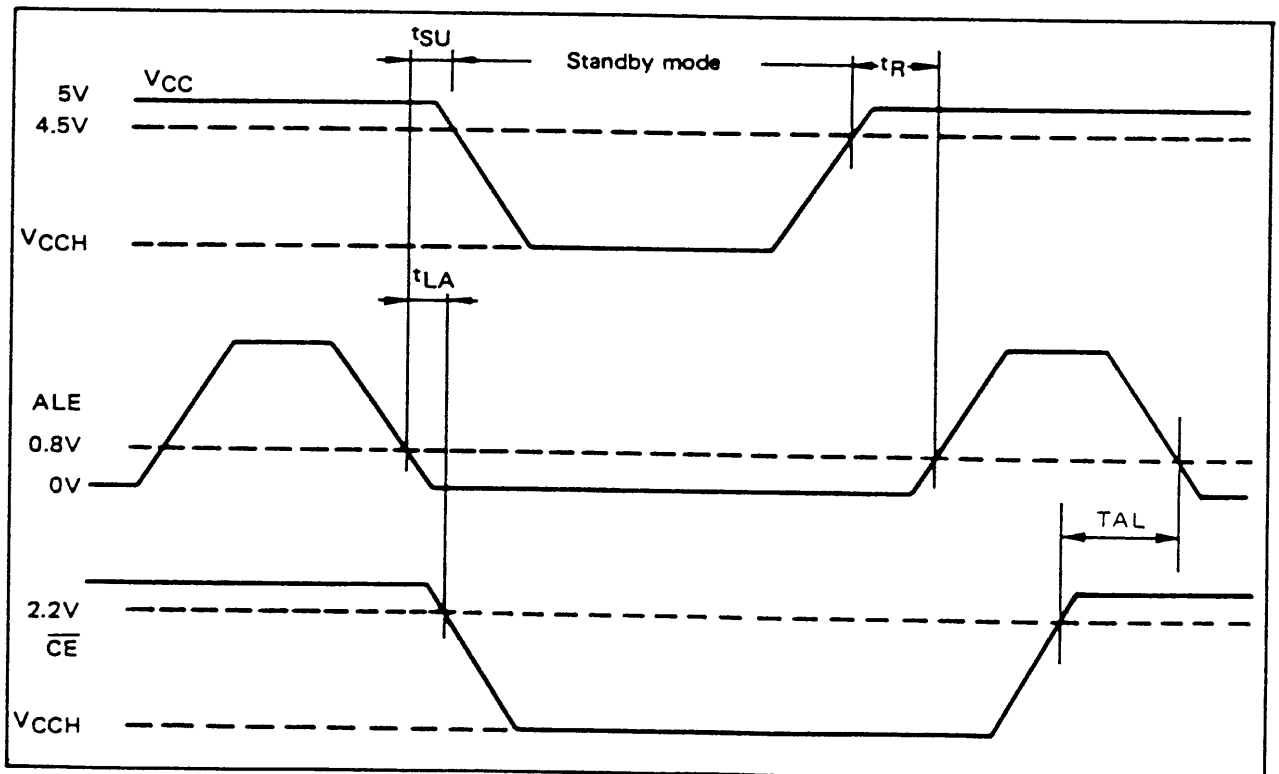 tSU
Standby mode
tR
VCC
5V
4.5V
VCCH
tLA
ALE
0.8V
0V
TAL
2.2V
CE
VCCH